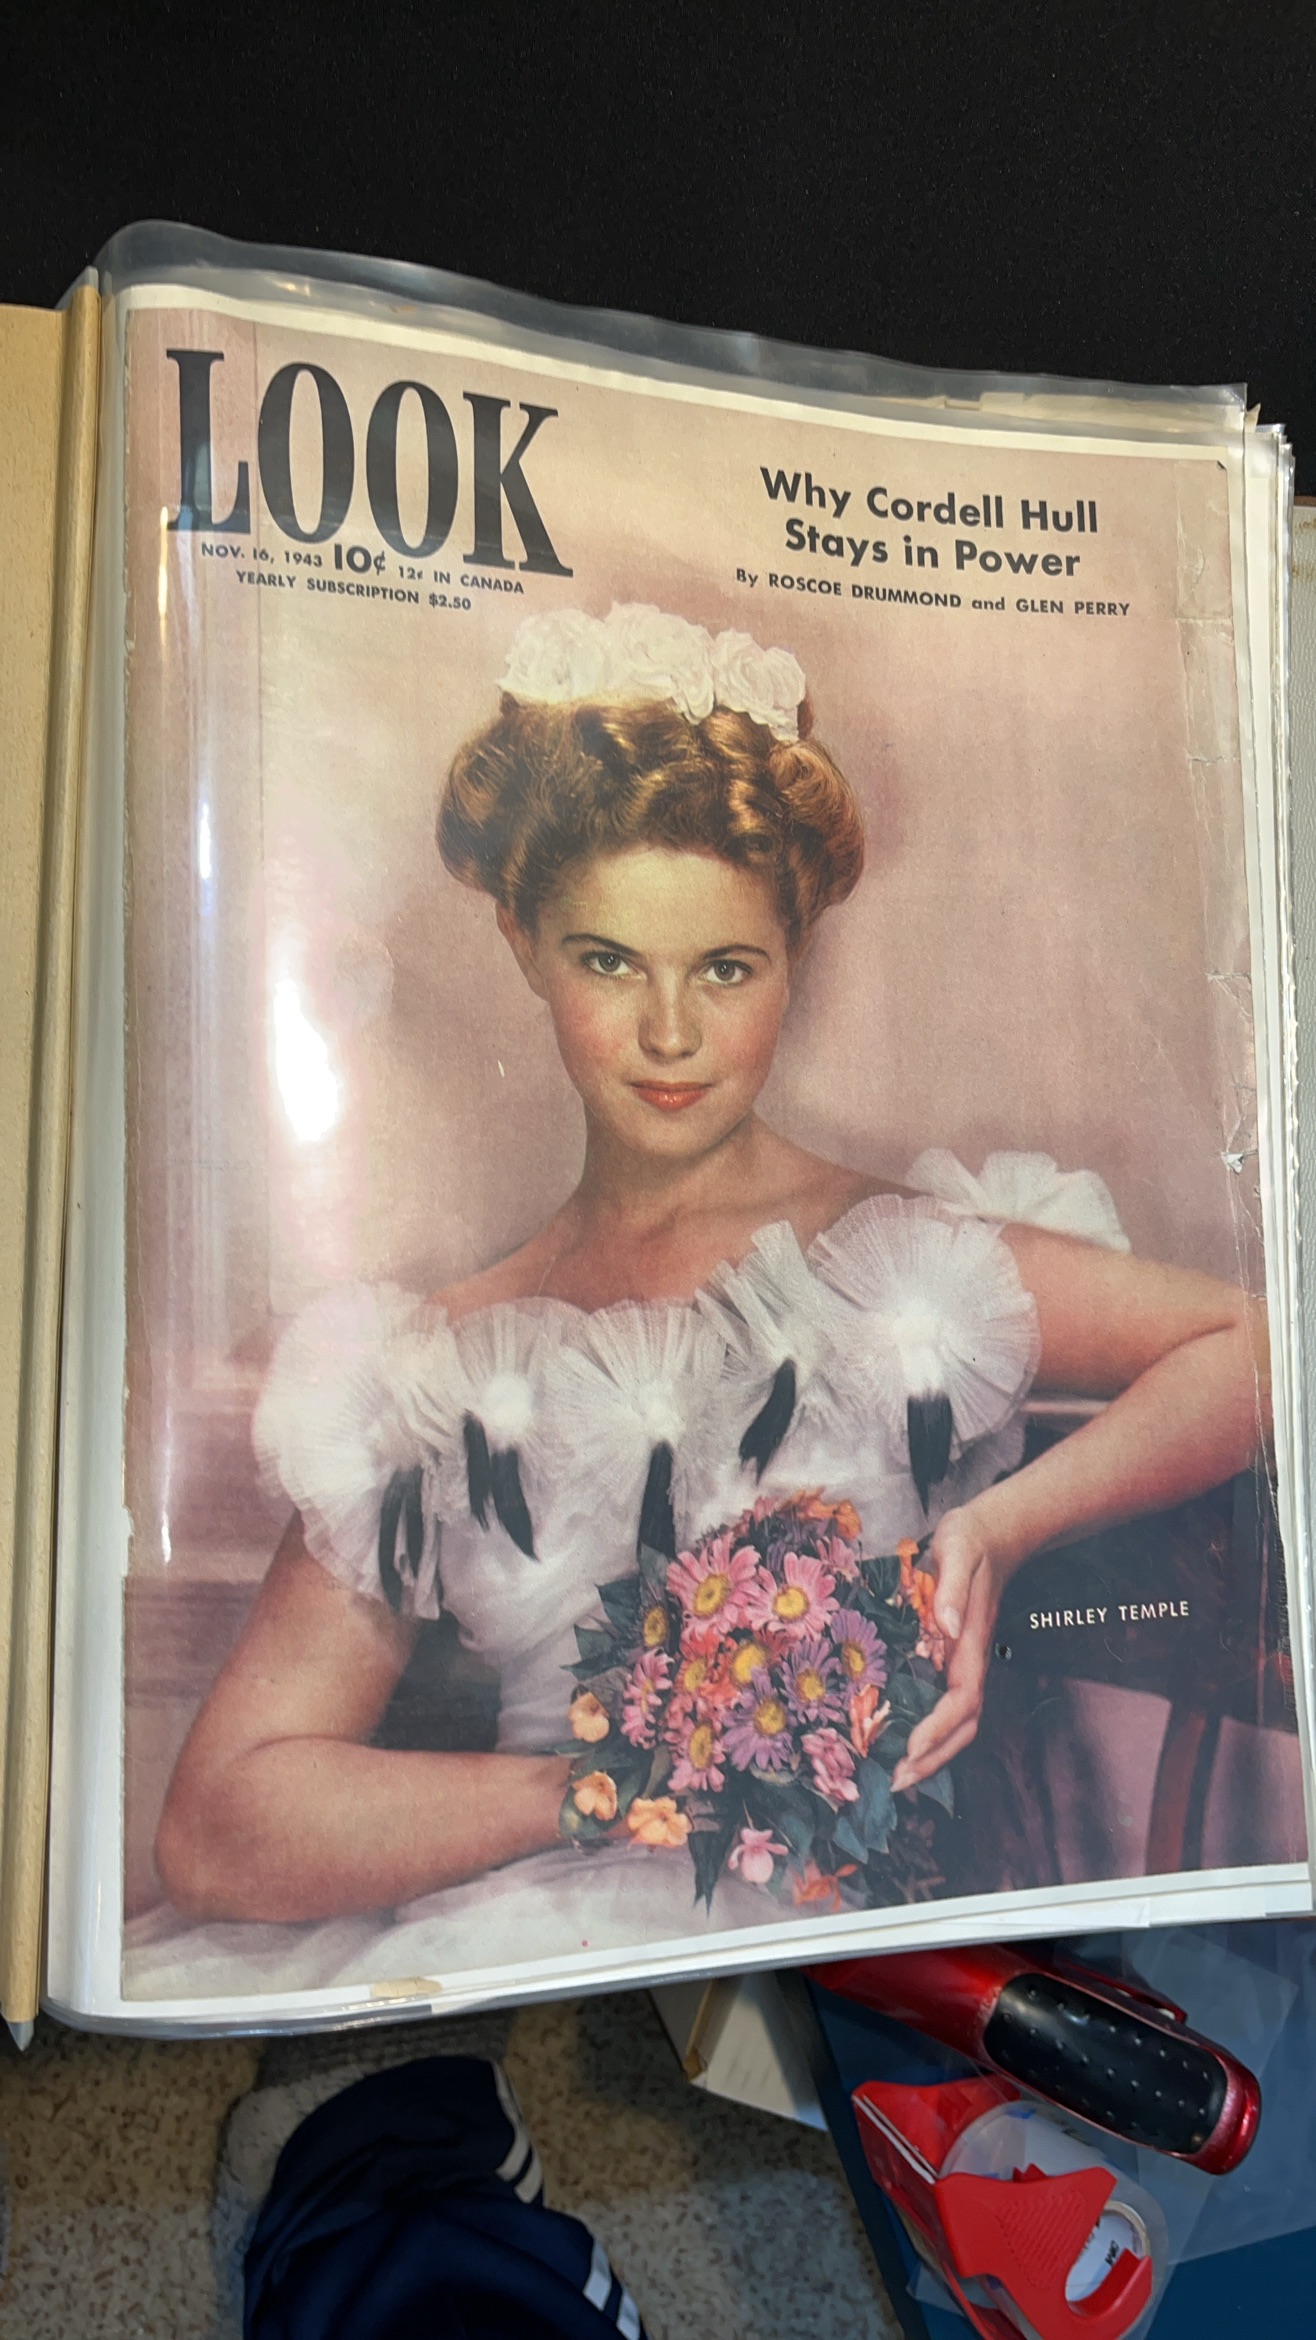 LOOK
NOV. 16, 1943 10¢ 12¢ IN CANADA
YEARLY SUBSCRIPTION $2.50
Why Cordell Hull
Stays in Power
By ROSCOE DRUMMOND and GLEN PERRY
SHIRLEY TEMPLE